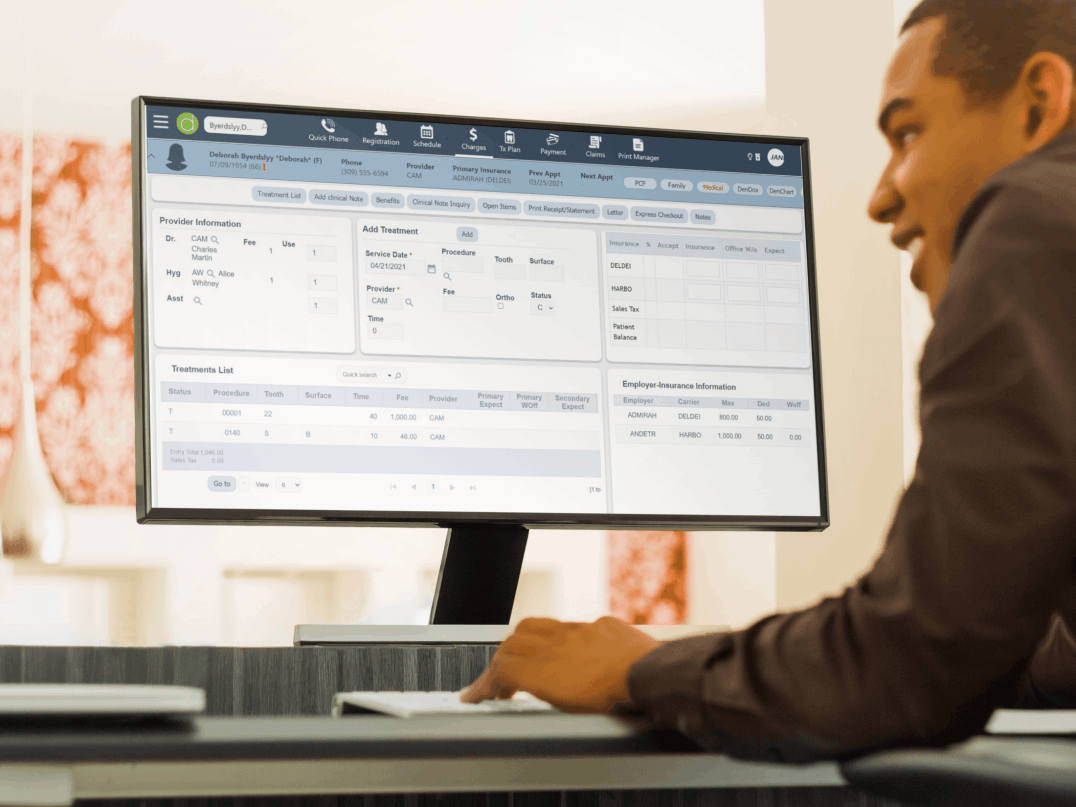 Byerdslyy,D...
Quick Phone Registration Schedule Charges Tx Plan Payment Claims Print Manager JAN
Deborah Byerdslyy "Deborah" (F)
07/09/1954 (66) !
Phone
(309) 555-6594
Provider
CAM
Primary Insurance
ADMIRAH (DELDEI)
Prev Appt
03/25/2021
Next Appt
-
PCF Family Medical DenDox DenChart
Treatment List Add clinical Note Benefits Clinical Note Inquiry Open Items Print Receipt/Statement Letter Express Checkout Notes
Provider Information
Dr. CAM Fee Use
Charles 1 1
Martin
Hyg AW Alice 1 1
Whitney
Asst 1
Add Treatment Add
Service Date * Procedure Tooth Surface
04/21/2021
Provider * Fee Ortho Status
CAM C
Time
0
Insurance % Accept Insurance Office W/o Expect
DELDEI
HARBO
Sales Tax
Patient
Balance
Treatments List Quick search
Status Procedure Tooth Surface Time Fee Provider Primary Expect Primary WOff Secondary Expect
T 00001 22 40 1,000.00 CAM
T 0140 5 B 10 46.00 CAM
Entry Total 1,046.00
Sales Tax 0.00
Go to View 6 1 [1 to
Employer-Insurance Information
Employer Carrier Max Ded Woff
ADMIRAH DELDEI 800.00 50.00
ANDETR HARBO 1,000.00 50.00 0.00